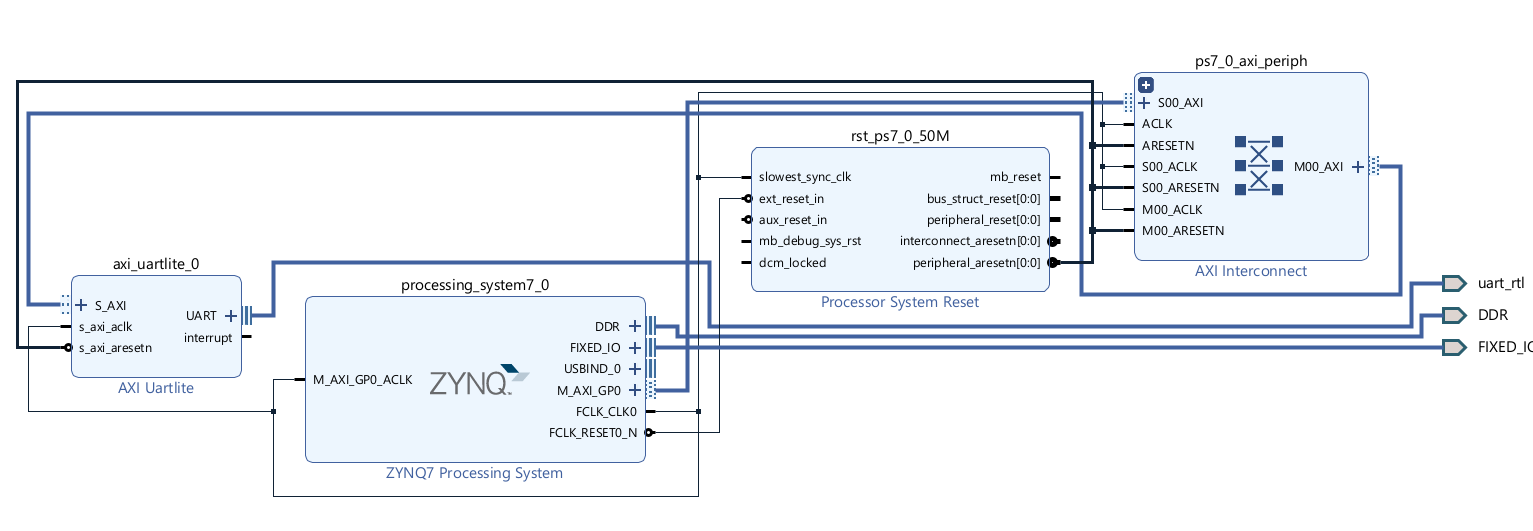 ps7_0_axi_periph
S00_AXI
ACLK
ARESETN
S00_ACLK
S00_ARESETN
M00_ACLK
M00_ARESETN
M00_AXI
AXI Interconnect
rst_ps7_0_50M
slowest_sync_clk
ext_reset_in
aux_reset_in
mb_debug_sys_rst
dcm_locked
mb_reset
bus_struct_reset[0:0]
peripheral_reset[0:0]
interconnect_aresetn[0:0]
peripheral_aresetn[0:0]
Processor System Reset
axi_uartlite_0
S_AXI
s_axi_aclk
s_axi_aresetn
UART
interrupt
AXI Uartlite
processing_system7_0
M_AXI_GP0_ACLK
ZYNQ
DDR
FIXED_IO
USBIND_0
M_AXI_GP0
FCLK_CLK0
FCLK_RESET0_N
ZYNQ7 Processing System
uart_rtl
DDR
FIXED_IO